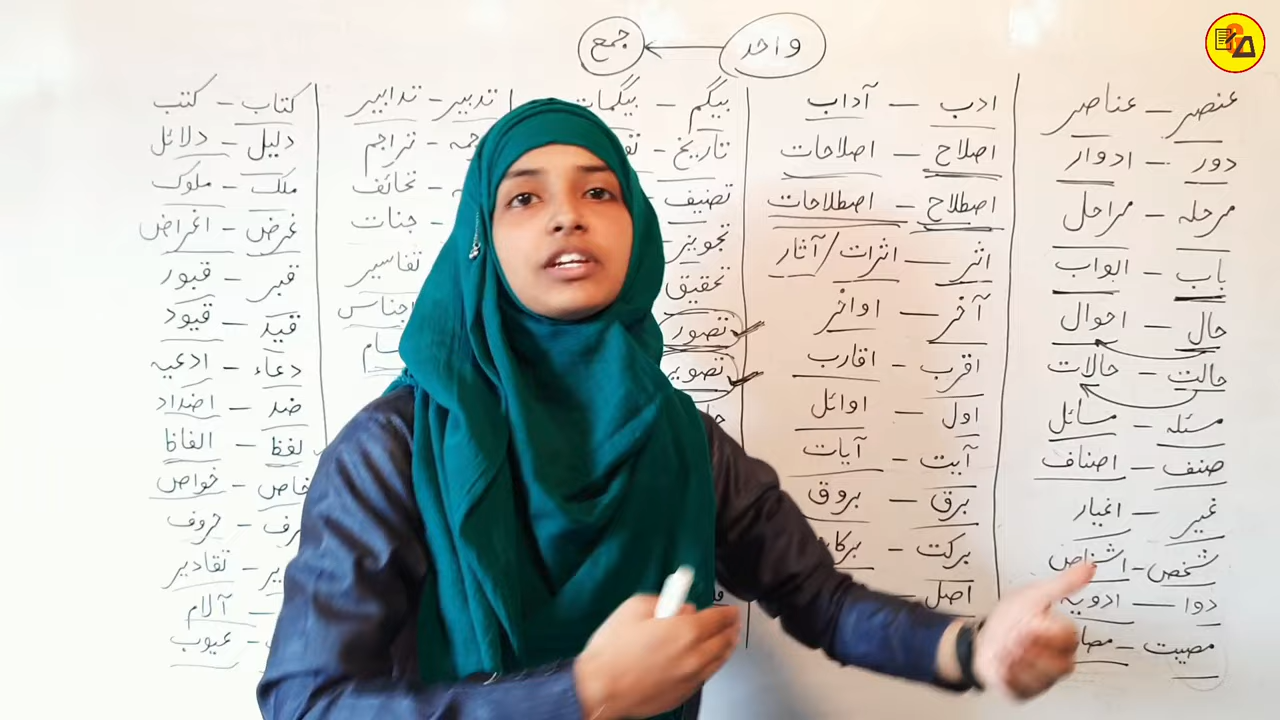 واحد ← جمع
عنصر – عناصر
دور – ادوار
مرحلہ – مراحل
باب – ابواب
حال – احوال
حالت – حالات
مسئلہ – مسائل
صنف – اصناف
غیر – اغیار
شخص – اشخاص
دوا – ادویہ
مصیبت –
ادب – آداب
اصلاح – اصلاحات
اصطلاح – اصطلاحات
اثر – اثرات / آثار
آخر – اواخر
اقرب – اقارب
اول – اوائل
آیت – آیات
برق – بروق
برکت –
اصل –
بیگم – بیگمات
تاریخ –
تصنیف
تجویز
تحقیق
تصور
تصویر
تدبیر – تدابیر
– تراجم
– تحائف
– جنات
تفاسیر
اجناس
کتاب – کتب
دلیل – دلائل
ملک – ملوک
غرض – اغراض
قبر – قبور
قید – قیود
دعاء – ادعیہ
ضد – اضداد
لفظ – الفاظ
خاص – خواص
– حروف
– تقادیر
– آلام
– عیوب